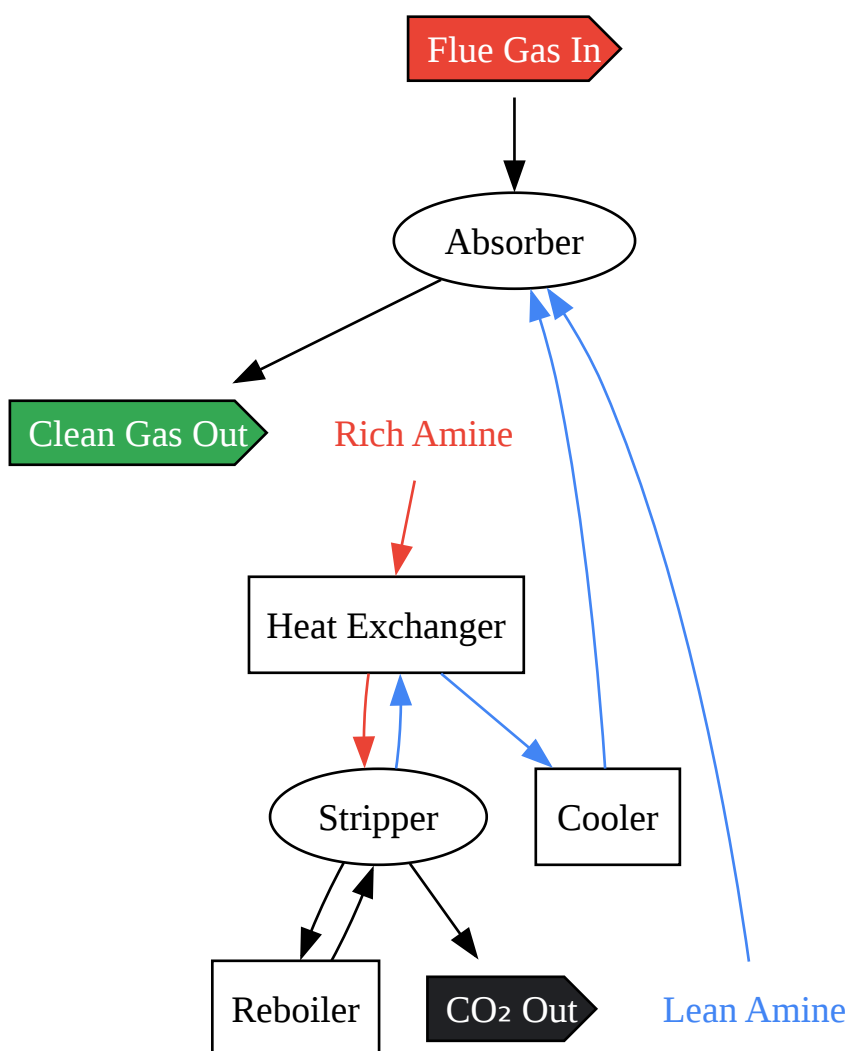 Flue Gas In
Absorber
Clean Gas Out
Rich Amine
Heat Exchanger
Stripper
Cooler
Reboiler
CO₂ Out
Lean Amine